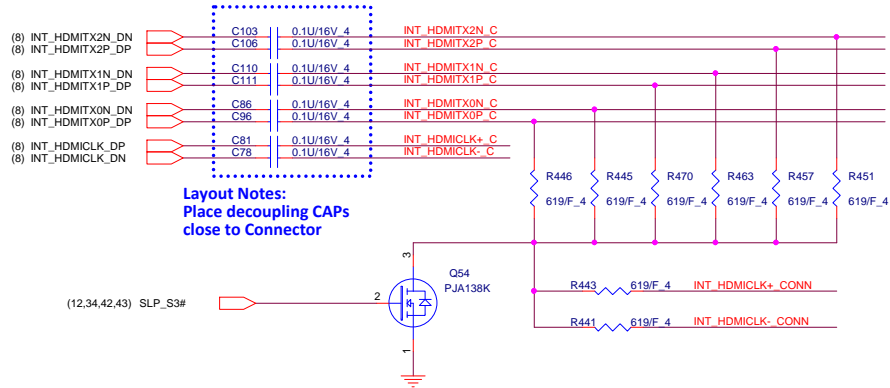 (8) INT_HDMITX2N_DN C103 0.1U/16V_4 INT_HDMITX2N_C
(8) INT_HDMITX2P_DP C106 0.1U/16V_4 INT_HDMITX2P_C
(8) INT_HDMITX1N_DN C110 0.1U/16V_4 INT_HDMITX1N_C
(8) INT_HDMITX1P_DP C111 0.1U/16V_4 INT_HDMITX1P_C
(8) INT_HDMITX0N_DN C86 0.1U/16V_4 INT_HDMITX0N_C
(8) INT_HDMITX0P_DP C96 0.1U/16V_4 INT_HDMITX0P_C
(8) INT_HDMICLK_DP C81 0.1U/16V_4 INT_HDMICLK+_C
(8) INT_HDMICLK_DN C78 0.1U/16V_4 INT_HDMICLK-_C
Layout Notes:
Place decoupling CAPs
close to Connector
R446 R445 R470 R463 R457 R451
619/F_4 619/F_4 619/F_4 619/F_4 619/F_4 619/F_4
3
Q54
PJA138K
2
1
(12,34,42,43) SLP_S3#
R443 619/F_4 INT_HDMICLK+_CONN
R441 619/F_4 INT_HDMICLK-_CONN